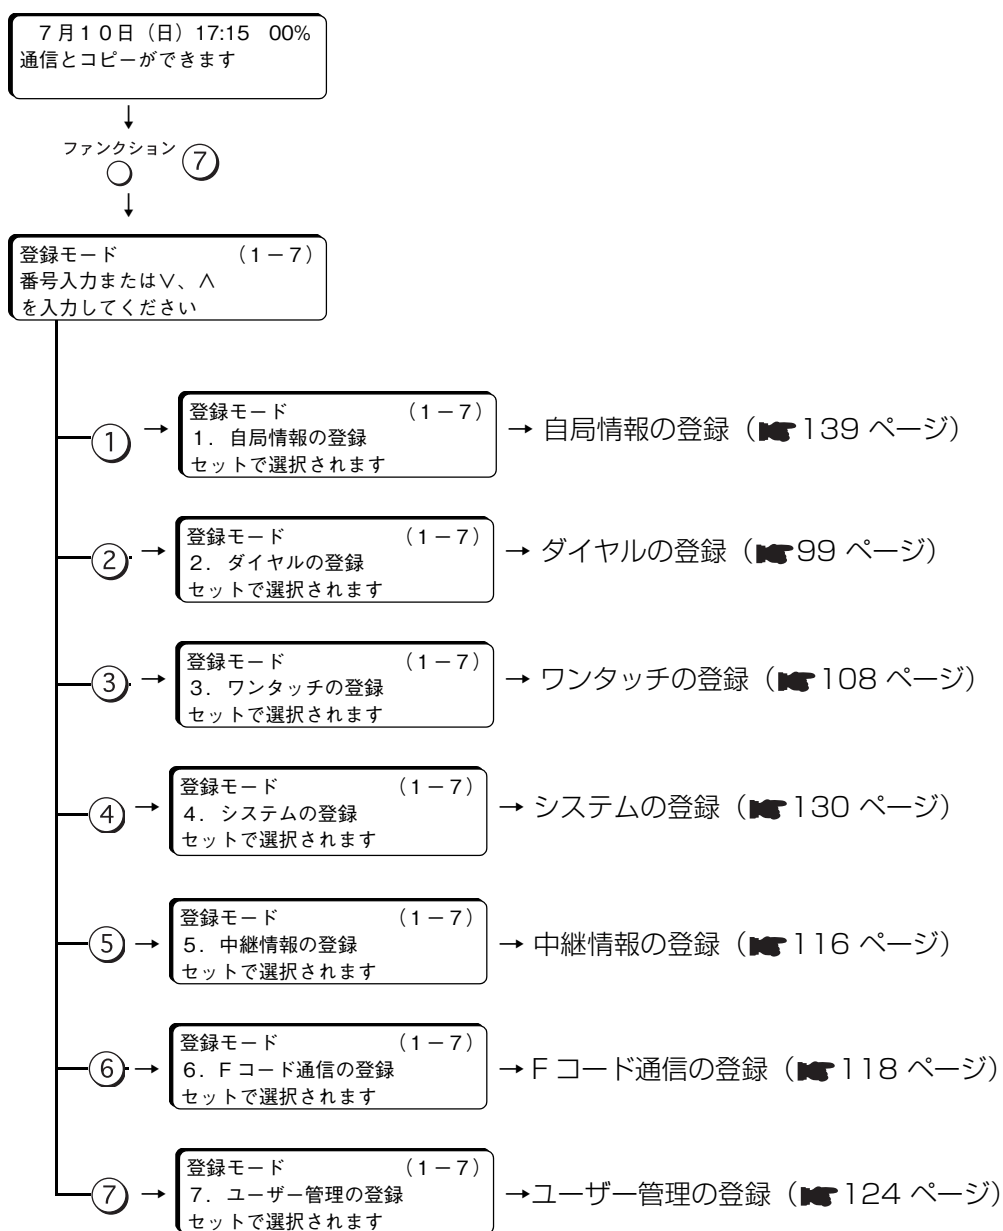 ７月１０日（日）17:15　00%
通信とコピーができます
ファンクション ⑦
登録モード　（１－７）
番号入力または∨、∧
を入力してください
① → 登録モード　（１－７）
１．自局情報の登録
セットで選択されます
→ 自局情報の登録（☛139 ページ）
② → 登録モード　（１－７）
２．ダイヤルの登録
セットで選択されます
→ ダイヤルの登録（☛99 ページ）
③ → 登録モード　（１－７）
３．ワンタッチの登録
セットで選択されます
→ ワンタッチの登録（☛108 ページ）
④ → 登録モード　（１－７）
４．システムの登録
セットで選択されます
→ システムの登録（☛130 ページ）
⑤ → 登録モード　（１－７）
５．中継情報の登録
セットで選択されます
→ 中継情報の登録（☛116 ページ）
⑥ → 登録モード　（１－７）
６．Ｆコード通信の登録
セットで選択されます
→ F コード通信の登録（☛118 ページ）
⑦ → 登録モード　（１－７）
７．ユーザー管理の登録
セットで選択されます
→ユーザー管理の登録（☛124 ページ）